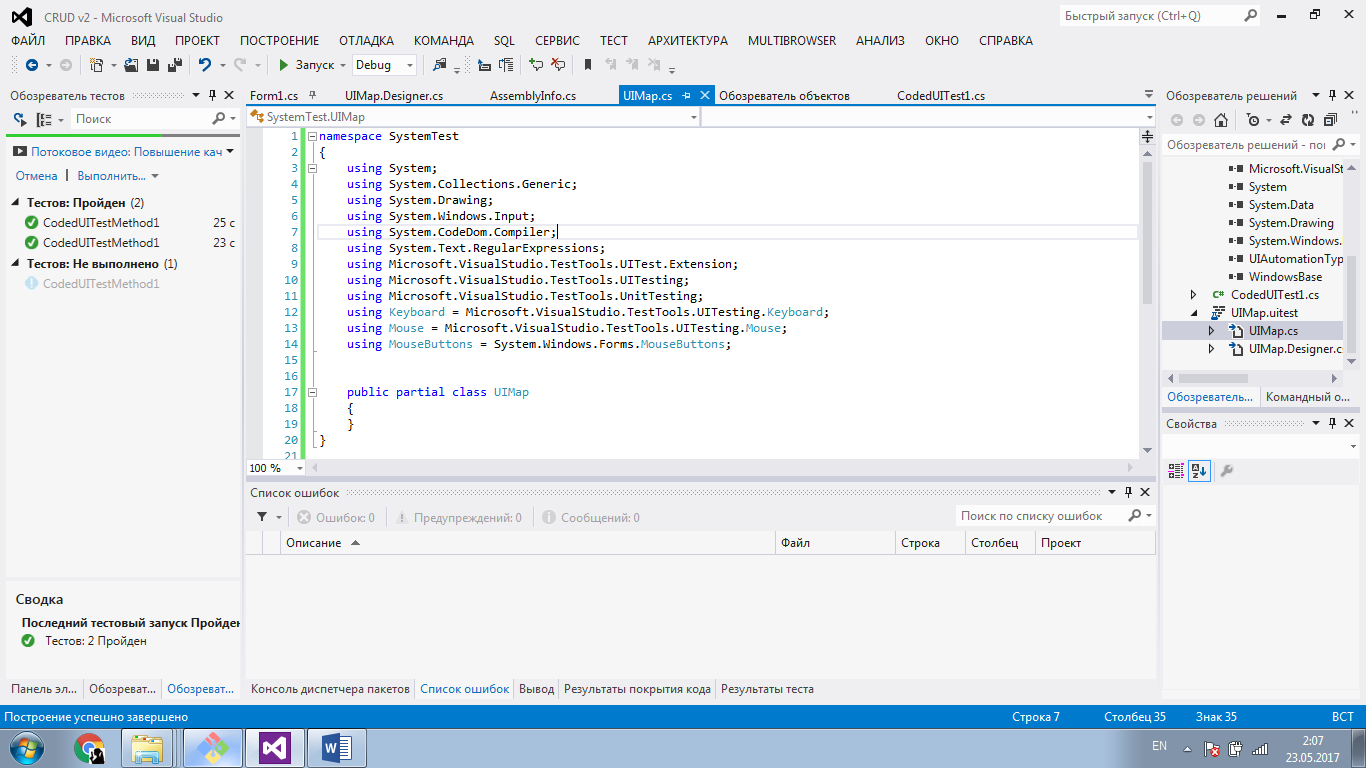 CRUD v2 - Microsoft Visual Studio
Быстрый запуск (Ctrl+Q)
ФАЙЛ ПРАВКА ВИД ПРОЕКТ ПОСТРОЕНИЕ ОТЛАДКА КОМАНДА SQL СЕРВИС ТЕСТ АРХИТЕКТУРА MULTIBROWSER АНАЛИЗ ОКНО СПРАВКА
Запуск Debug
Обозреватель тестов
Поиск
Потоковое видео: Повышение кач
Отмена | Выполнить...
Тестов: Пройден (2)
CodedUITestMethod1 25 с
CodedUITestMethod1 23 с
Тестов: Не выполнено (1)
CodedUITestMethod1
Сводка
Последний тестовый запуск Пройден
Тестов: 2 Пройден
Панель эл... Обозреват... Обозреват...
Form1.cs UIMap.Designer.cs AssemblyInfo.cs UIMap.cs Обозреватель объектов CodedUITest1.cs
SystemTest.UIMap
1 namespace SystemTest
2 {
3 using System;
4 using System.Collections.Generic;
5 using System.Drawing;
6 using System.Windows.Input;
7 using System.CodeDom.Compiler;
8 using System.Text.RegularExpressions;
9 using Microsoft.VisualStudio.TestTools.UITest.Extension;
10 using Microsoft.VisualStudio.TestTools.UITesting;
11 using Microsoft.VisualStudio.TestTools.UnitTesting;
12 using Keyboard = Microsoft.VisualStudio.TestTools.UITesting.Keyboard;
13 using Mouse = Microsoft.VisualStudio.TestTools.UITesting.Mouse;
14 using MouseButtons = System.Windows.Forms.MouseButtons;
15
16
17 public partial class UIMap
18 {
19 }
20 }
21
100 %
Список ошибок
Ошибок: 0 Предупреждений: 0 Сообщений: 0
Поиск по списку ошибок
Описание Файл Строка Столбец Проект
Консоль диспетчера пакетов Список ошибок Вывод Результаты покрытия кода Результаты теста
Обозреватель решений
Обозреватель решений - по
Microsoft.VisualSt
System
System.Data
System.Drawing
System.Windows.
UIAutomationTyp
WindowsBase
C# CodedUITest1.cs
UIMap.uitest
UIMap.cs
UIMap.Designer.c
Обозреватель... Командный о...
Свойства
Построение успешно завершено
Строка 7 Столбец 35 Знак 35 ВСТ
EN
2:07
23.05.2017